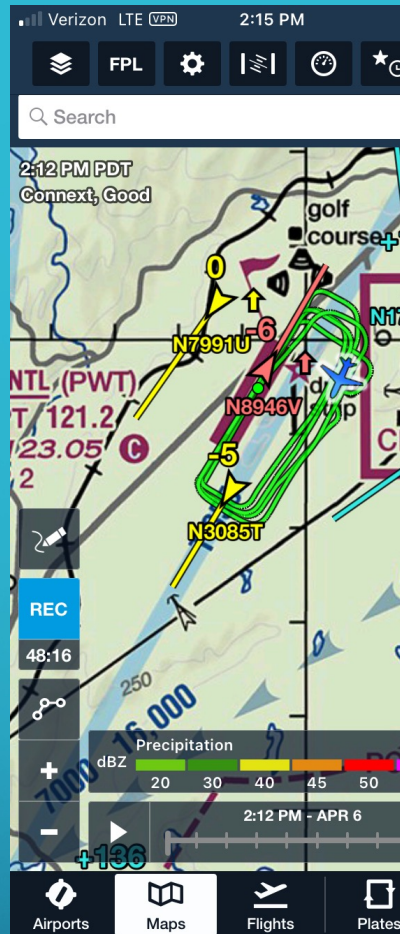 Verizon LTE VPN 2:15 PM
FPL
Search
2:12 PM PDT
Connext, Good
golf
course
0
-6
N7991U
NTL (PWT)
121.2
N8946V
23.05 C
2
-5
N3085T
REC
48:16
250
16,000
7000
Precipitation
dBZ
20 30 40 45 50
2:12 PM - APR 6
+136
Airports Maps Flights Plates